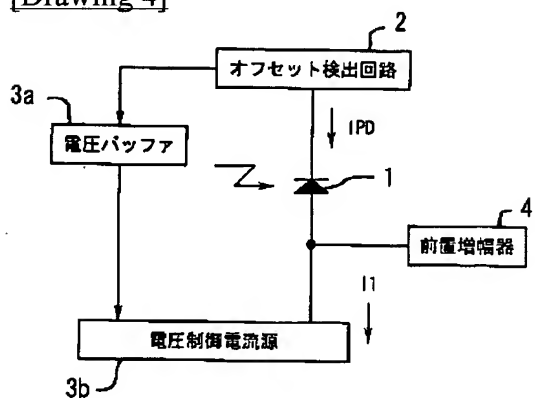 [Drawing 4]
2
オフセット検出回路
3a
電圧バッファ
IPD
1
4
前置増幅器
I1
電圧制御電流源
3b